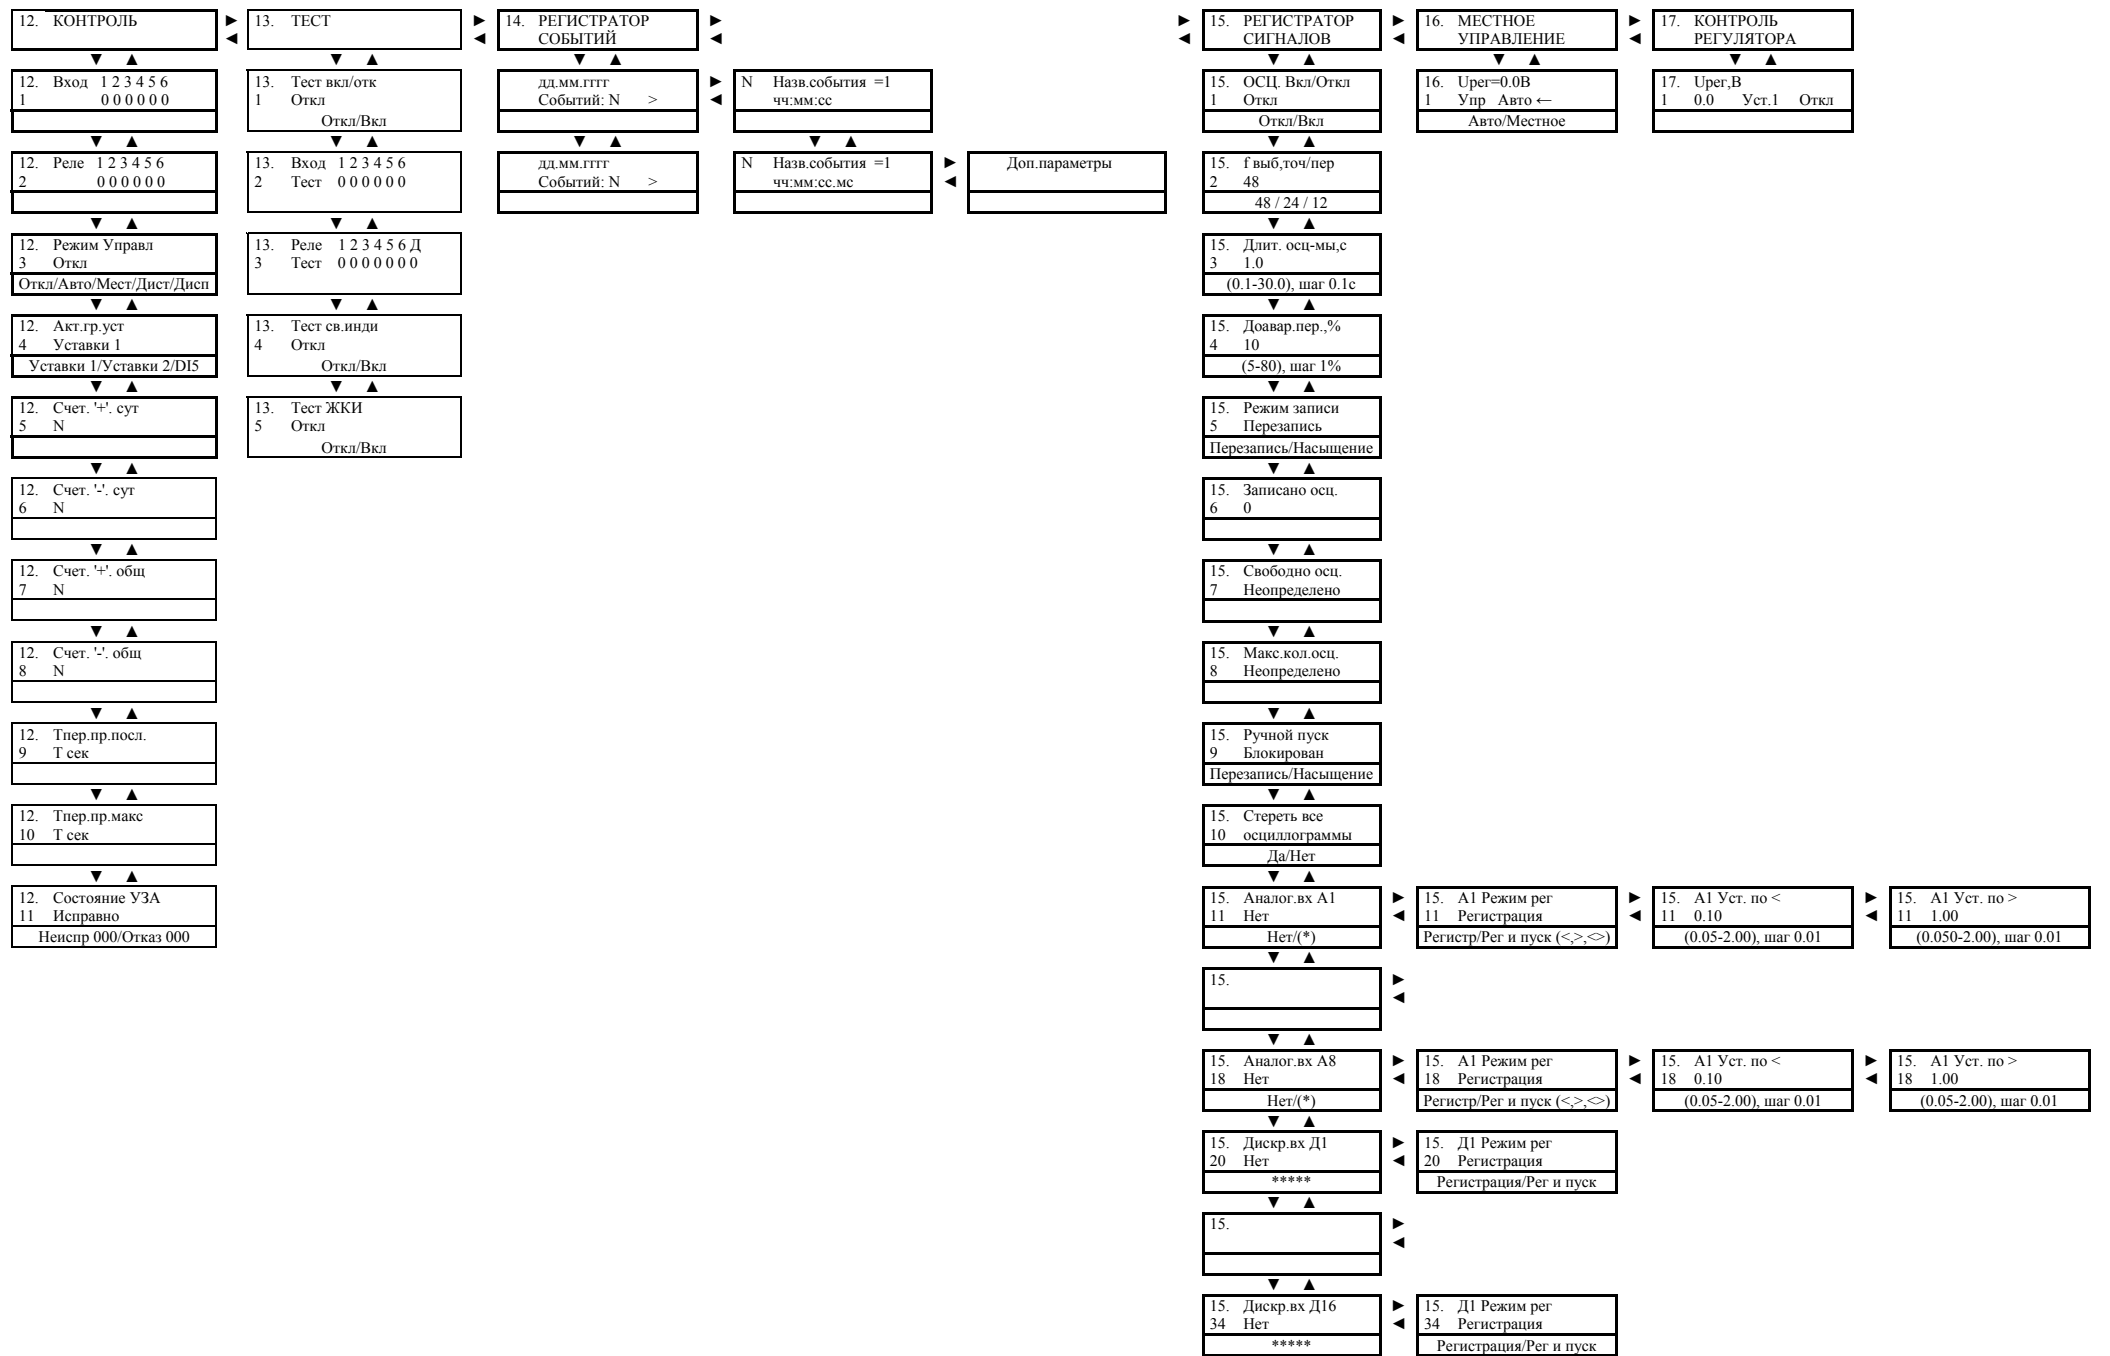 12. КОНТРОЛЬ
12. Вход 1 2 3 4 5 6
1 0 0 0 0 0 0
12. Реле 1 2 3 4 5 6
2 0 0 0 0 0 0
12. Режим Управл
3 Откл
Откл/Авто/Мест/Дист/Дисп
12. Акт.гр.уст
4 Уставки 1
Уставки 1/Уставки 2/DI5
12. Счет. '+'. сут
5 N
12. Счет. '-'. сут
6 N
12. Счет. '+'. общ
7 N
12. Счет. '-'. общ
8 N
12. Тпер.пр.посл.
9 Т сек
12. Тпер.пр.макс
10 Т сек
12. Состояние УЗА
11 Исправно
Неиспр 000/Отказ 000
13. ТЕСТ
13. Тест вкл/отк
1 Откл
Откл/Вкл
13. Вход 1 2 3 4 5 6
2 Тест 0 0 0 0 0 0
13. Реле 1 2 3 4 5 6 Д
3 Тест 0 0 0 0 0 0 0
13. Тест св.инди
4 Откл
Откл/Вкл
13. Тест ЖКИ
5 Откл
Откл/Вкл
14. РЕГИСТРАТОР
СОБЫТИЙ
дд.мм.гггг
Событий: N >
N Назв.события =1
чч:мм:сс
дд.мм.гггг
Событий: N >
N Назв.события =1
чч:мм:сс.мс
Доп.параметры
15. РЕГИСТРАТОР
СИГНАЛОВ
15. ОСЦ. Вкл/Откл
1 Откл
Откл/Вкл
15. f выб,точ/пер
2 48
48 / 24 / 12
15. Длит. осц-мы,с
3 1.0
(0.1-30.0), шаг 0.1с
15. Доавар.пер.,%
4 10
(5-80), шаг 1%
15. Режим записи
5 Перезапись
Перезапись/Насыщение
15. Записано осц.
6 0
15. Свободно осц.
7 Неопределено
15. Макс.кол.осц.
8 Неопределено
15. Ручной пуск
9 Блокирован
Перезапись/Насыщение
15. Стереть все
10 осциллограммы
Да/Нет
15. Аналог.вх А1
11 Нет
Нет/(*)
15. А1 Режим рег
11 Регистрация
Регистр/Рег и пуск (<,>,<>)
15. А1 Уст. по <
11 0.10
(0.05-2.00), шаг 0.01
15. А1 Уст. по >
11 1.00
(0.050-2.00), шаг 0.01
15.
15. Аналог.вх А8
18 Нет
Нет/(*)
15. А1 Режим рег
18 Регистрация
Регистр/Рег и пуск (<,>,<>)
15. А1 Уст. по <
18 0.10
(0.05-2.00), шаг 0.01
15. А1 Уст. по >
18 1.00
(0.05-2.00), шаг 0.01
15. Дискр.вх Д1
20 Нет
*****
15. Д1 Режим рег
20 Регистрация
Регистрация/Рег и пуск
15.
15. Дискр.вх Д16
34 Нет
*****
15. Д1 Режим рег
34 Регистрация
Регистрация/Рег и пуск
16. МЕСТНОЕ
УПРАВЛЕНИЕ
16. Uрег=0.0В
1 Упр Авто ←
Авто/Местное
17. КОНТРОЛЬ
РЕГУЛЯТОРА
17. Uрег,В
1 0.0 Уст.1 Откл